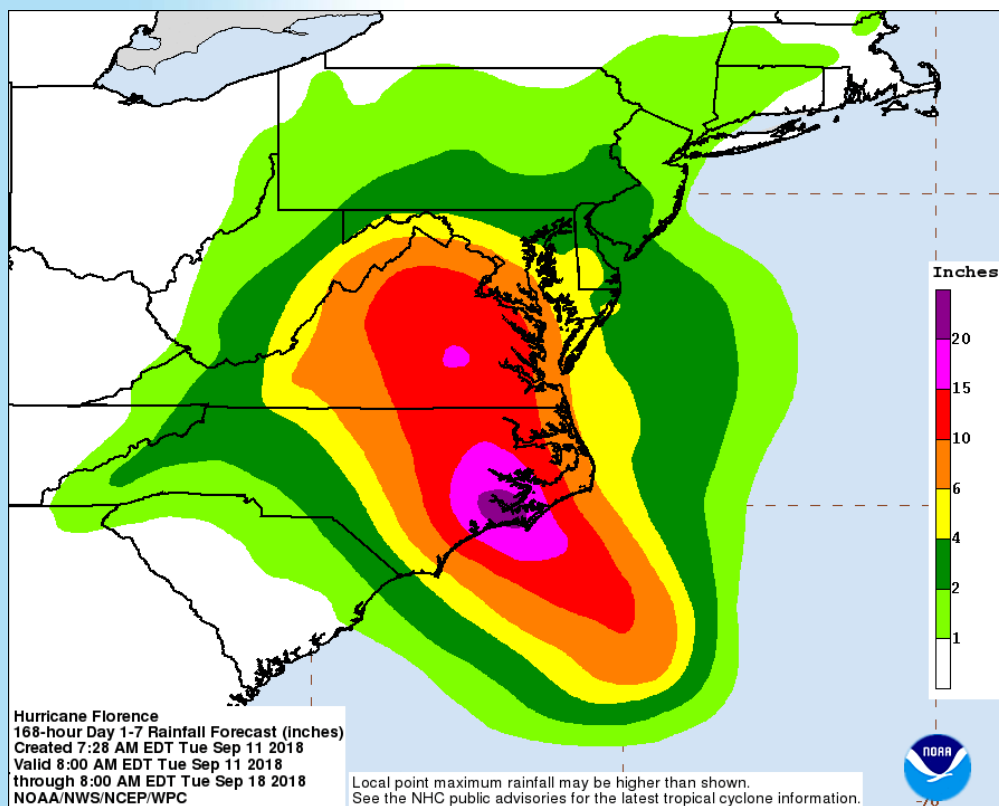 Inches
20
15
10
6
4
2
1
Hurricane Florence
168-hour Day 1-7 Rainfall Forecast (inches)
Created 7:28 AM EDT Tue Sep 11 2018
Valid 8:00 AM EDT Tue Sep 11 2018
through 8:00 AM EDT Tue Sep 18 2018
NOAA/NWS/NCEP/WPC
Local point maximum rainfall may be higher than shown.
See the NHC public advisories for the latest tropical cyclone information.
NOAA
-70